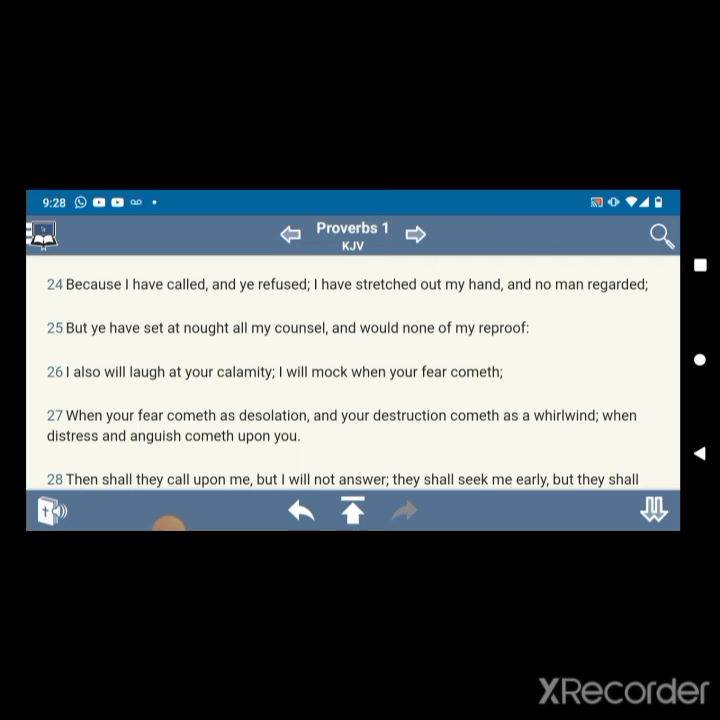 9:28
Proverbs 1
KJV
24 Because I have called, and ye refused; I have stretched out my hand, and no man regarded;
25 But ye have set at nought all my counsel, and would none of my reproof:
26 I also will laugh at your calamity; I will mock when your fear cometh;
27 When your fear cometh as desolation, and your destruction cometh as a whirlwind; when
distress and anguish cometh upon you.
28 Then shall they call upon me, but I will not answer; they shall seek me early, but they shall
XRecorder